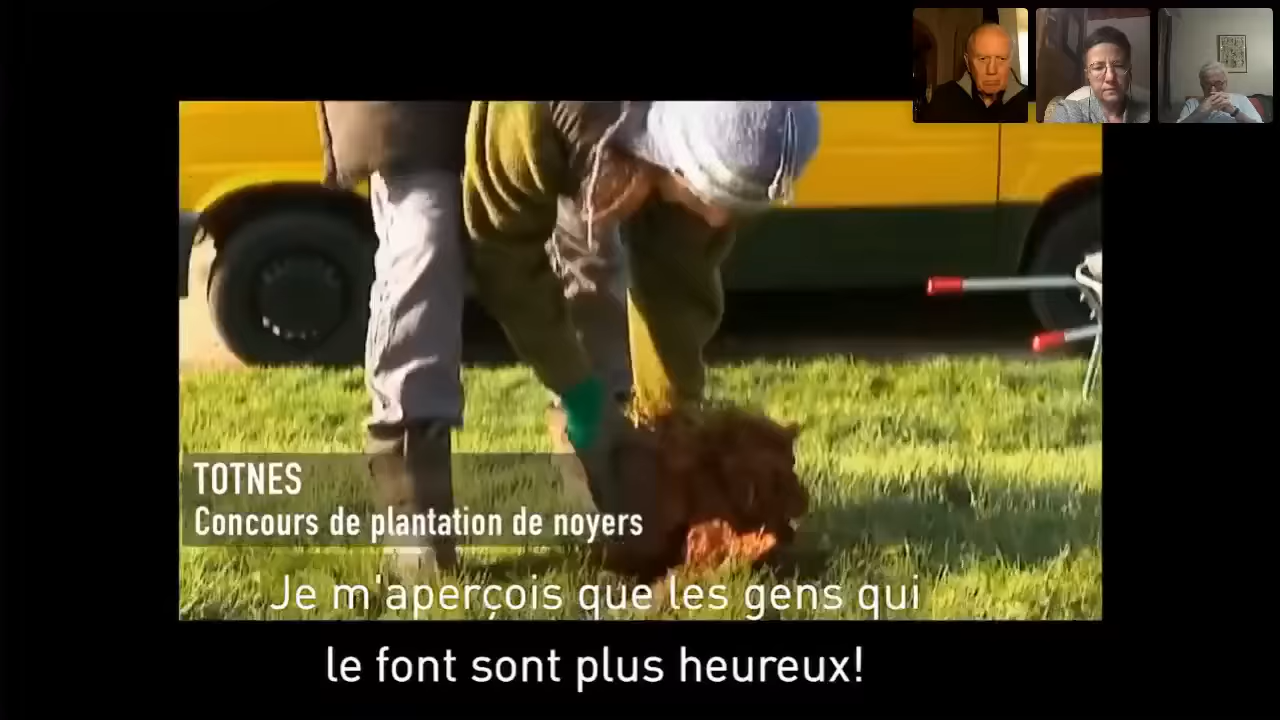 TOTNES
Concours de plantation de noyers
Je m'aperçois que les gens qui
le font sont plus heureux!